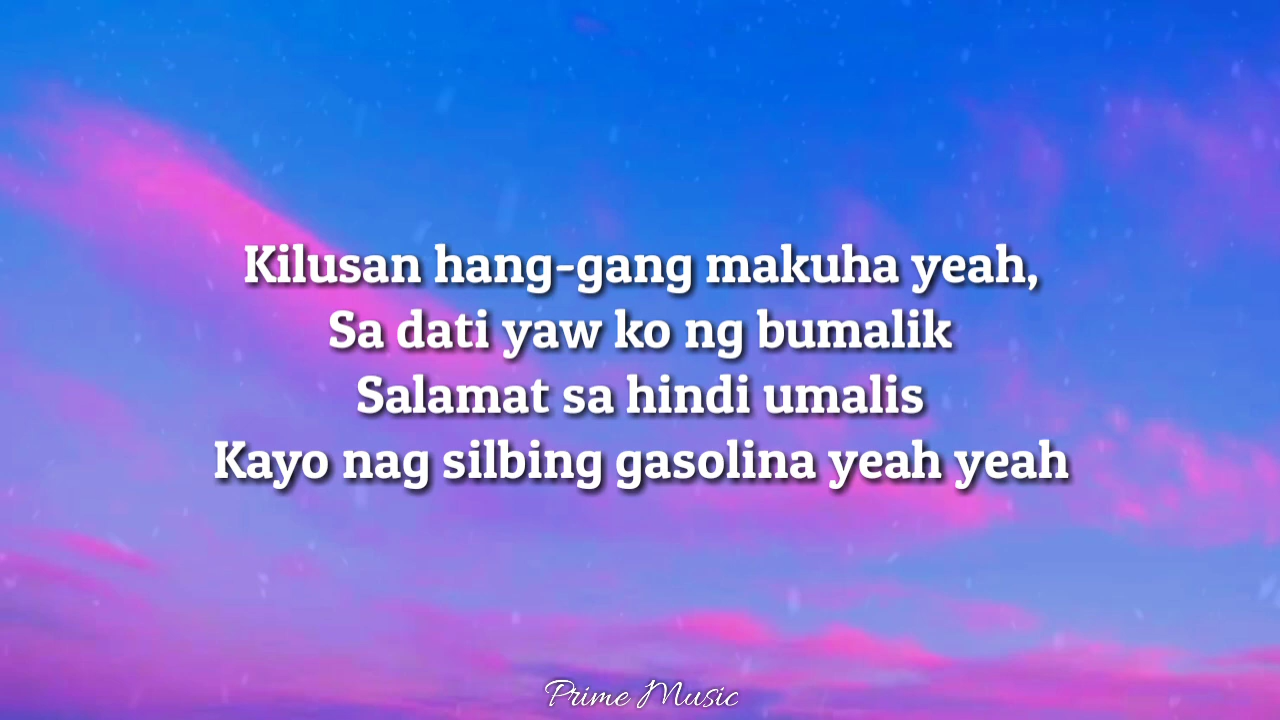 Kilusan hang-gang makuha yeah,
Sa dati yaw ko ng bumalik
Salamat sa hindi umalis
Kayo nag silbing gasolina yeah yeah
Prime Music